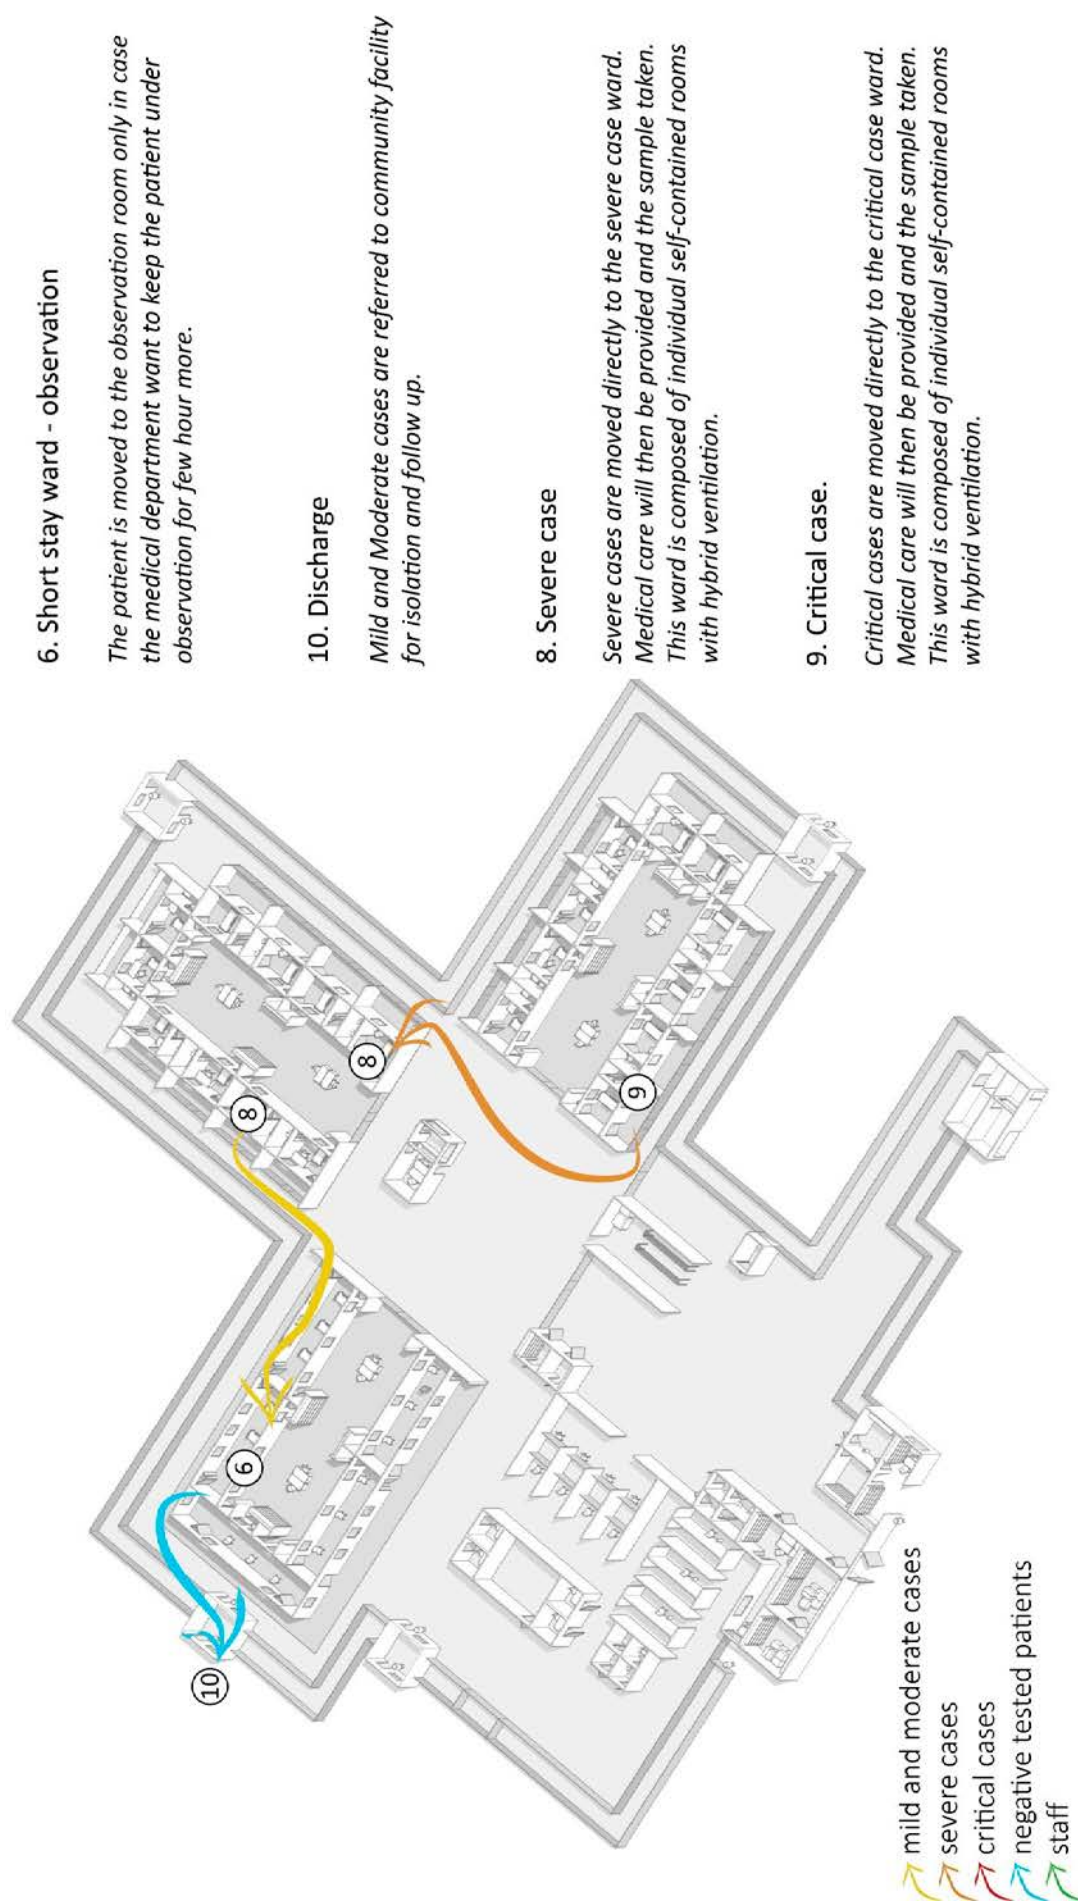 6. Short stay ward - observation
The patient is moved to the observation room only in case
the medical department want to keep the patient under
observation for few hour more.
10. Discharge
Mild and Moderate cases are referred to community facility
for isolation and follow up.
8. Severe case
Severe cases are moved directly to the severe case ward.
Medical care will then be provided and the sample taken.
This ward is composed of individual self-contained rooms
with hybrid ventilation.
9. Critical case.
Critical cases are moved directly to the critical case ward.
Medical care will then be provided and the sample taken.
This ward is composed of individual self-contained rooms
with hybrid ventilation.
10
6
8
8
9
mild and moderate cases
severe cases
critical cases
negative tested patients
staff